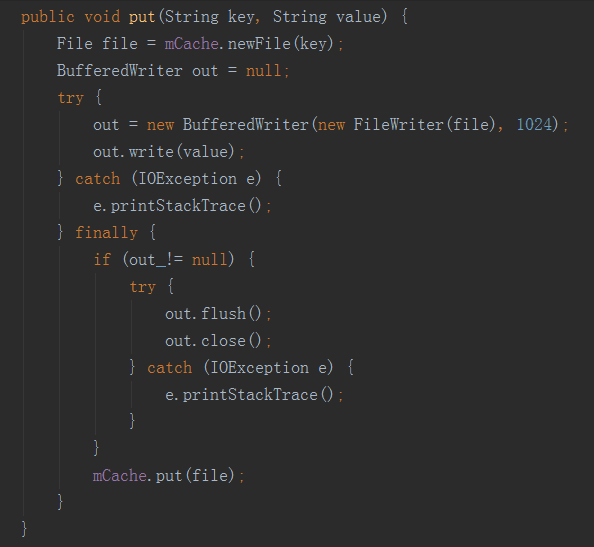 public void put(String key, String value) {
    File file = mCache.newFile(key);
    BufferedWriter out = null;
    try {
        out = new BufferedWriter(new FileWriter(file), 1024);
        out.write(value);
    } catch (IOException e) {
        e.printStackTrace();
    } finally {
        if (out_!= null) {
            try {
                out.flush();
                out.close();
            } catch (IOException e) {
                e.printStackTrace();
            }
        }
        mCache.put(file);
    }
}